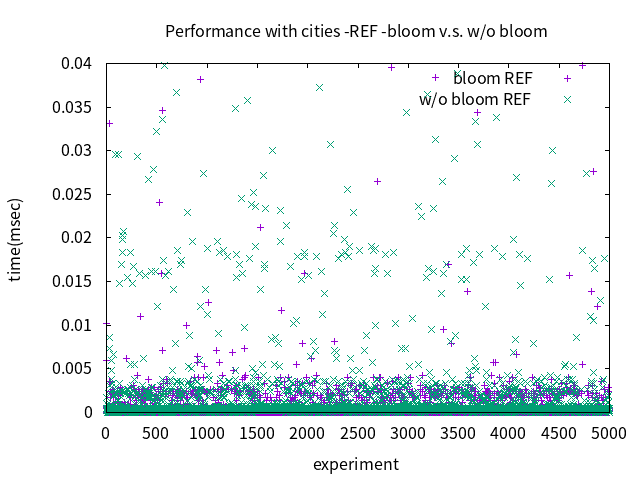 Performance with cities -REF -bloom v.s. w/o bloom
0.04
0.035
0.03
0.025
0.02
0.015
0.01
0.005
0
time(msec)
bloom REF
w/o bloom REF
0 500 1000 1500 2000 2500 3000 3500 4000 4500 5000
experiment